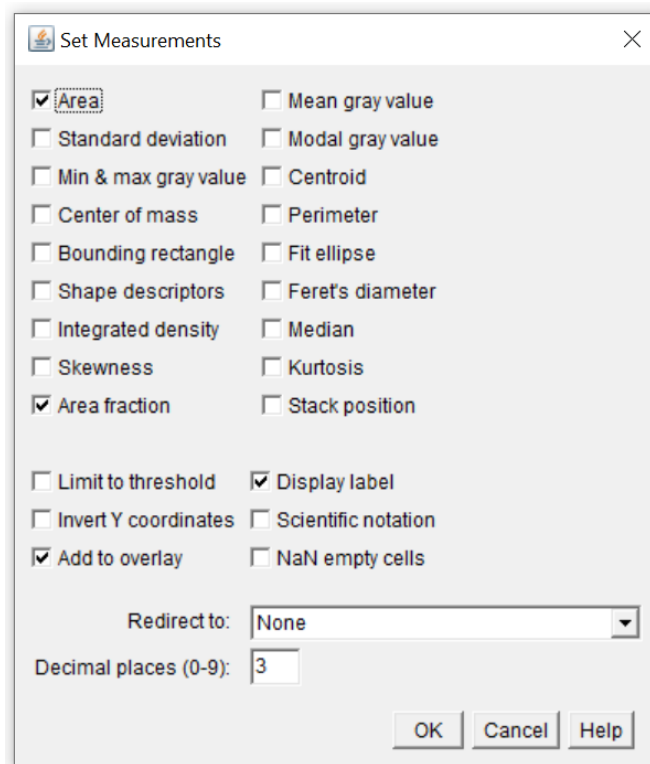 Set Measurements
Area Mean gray value
Standard deviation Modal gray value
Min & max gray value Centroid
Center of mass Perimeter
Bounding rectangle Fit ellipse
Shape descriptors Feret's diameter
Integrated density Median
Skewness Kurtosis
Area fraction Stack position
Limit to threshold Display label
Invert Y coordinates Scientific notation
Add to overlay NaN empty cells
Redirect to: None
Decimal places (0-9): 3
OK Cancel Help